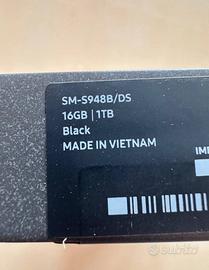 SM-S948B/DS
16GB | 1TB
Black
MADE IN VIETNAM
IME
subito